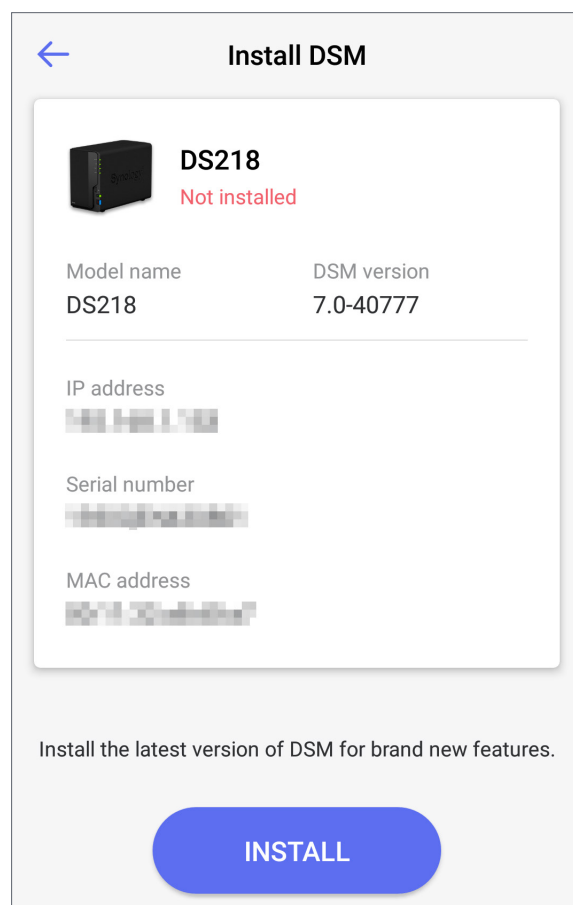 Install DSM
DS218
Not installed
Model name
DSM version
DS218
7.0-40777
IP address
Serial number
MAC address
Install the latest version of DSM for brand new features.
INSTALL